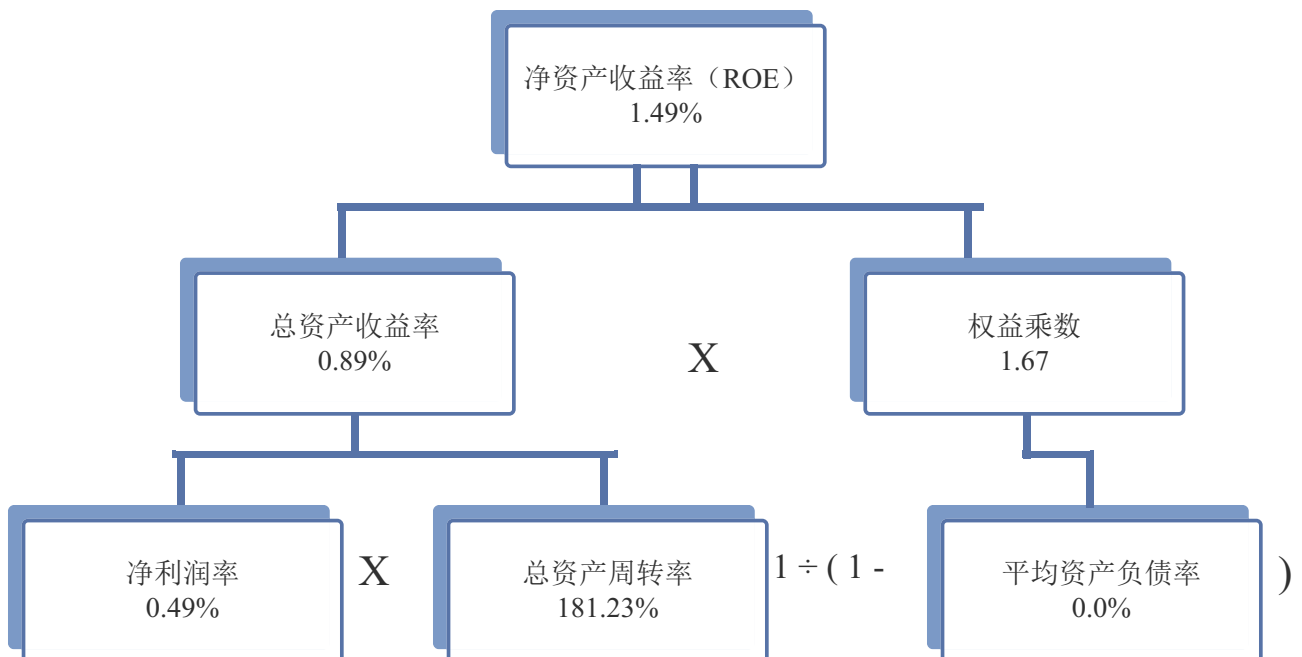 净资产收益率（ROE）
1.49%
总资产收益率
0.89%
X
权益乘数
1.67
净利润率
0.49%
X
总资产周转率
181.23%
1 ÷ ( 1 -
平均资产负债率
0.0%
)